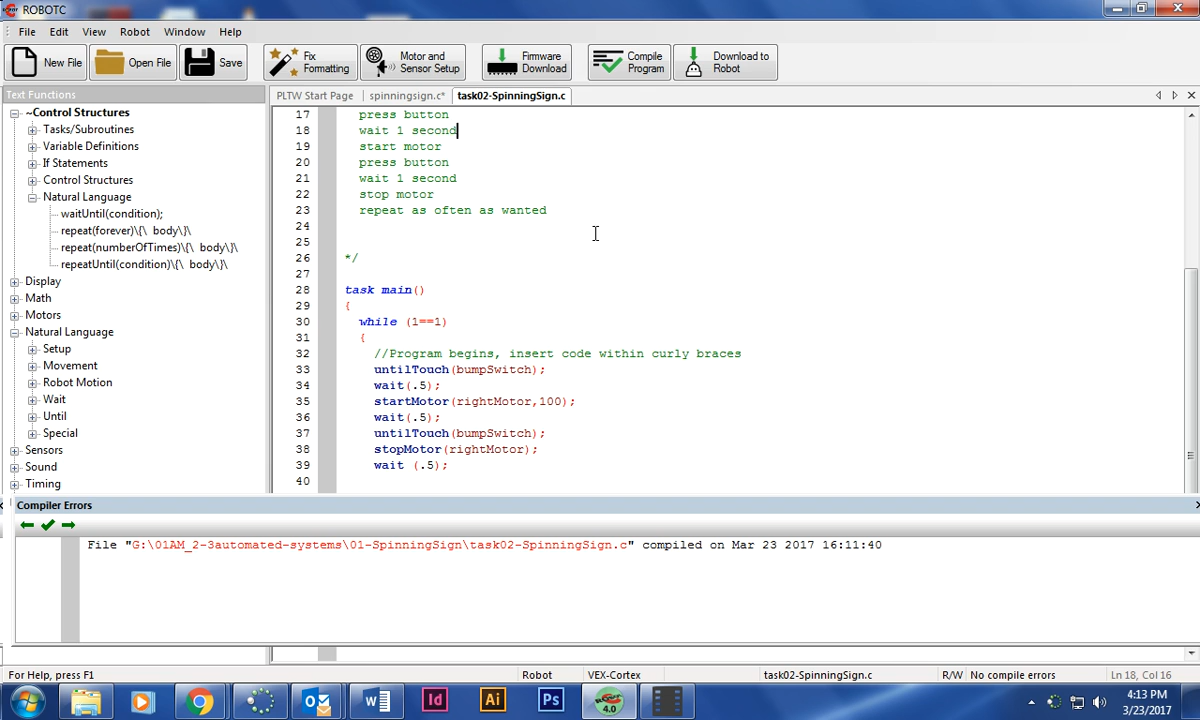 ROBOTC
File Edit View Robot Window Help
New File Open File Save Fix Formatting Motor and Sensor Setup Firmware Download Compile Program Download to Robot
Text Functions
PLTW Start Page spinningsign.c* task02-SpinningSign.c
~Control Structures
Tasks/Subroutines
Variable Definitions
If Statements
Control Structures
Natural Language
waitUntil(condition);
repeat(forever)\{\ body\}\
repeat(numberOfTimes)\{\ body\}\
repeatUntil(condition)\{\ body\}\
Display
Math
Motors
Natural Language
Setup
Movement
Robot Motion
Wait
Until
Special
Sensors
Sound
Timing
17 press button
18 wait 1 second
19 start motor
20 press button
21 wait 1 second
22 stop motor
23 repeat as often as wanted
24
25
26 */
27
28 task main()
29 {
30 while (1==1)
31 {
32 //Program begins, insert code within curly braces
33 untilTouch(bumpSwitch);
34 wait(.5);
35 startMotor(rightMotor,100);
36 wait(.5);
37 untilTouch(bumpSwitch);
38 stopMotor(rightMotor);
39 wait (.5);
40
Compiler Errors
File "G:\01AM_2-3automated-systems\01-SpinningSign\task02-SpinningSign.c" compiled on Mar 23 2017 16:11:40
For Help, press F1 Robot VEX-Cortex task02-SpinningSign.c R/W No compile errors Ln 18, Col 16
Id Ai Ps 4.0
4:13 PM
3/23/2017